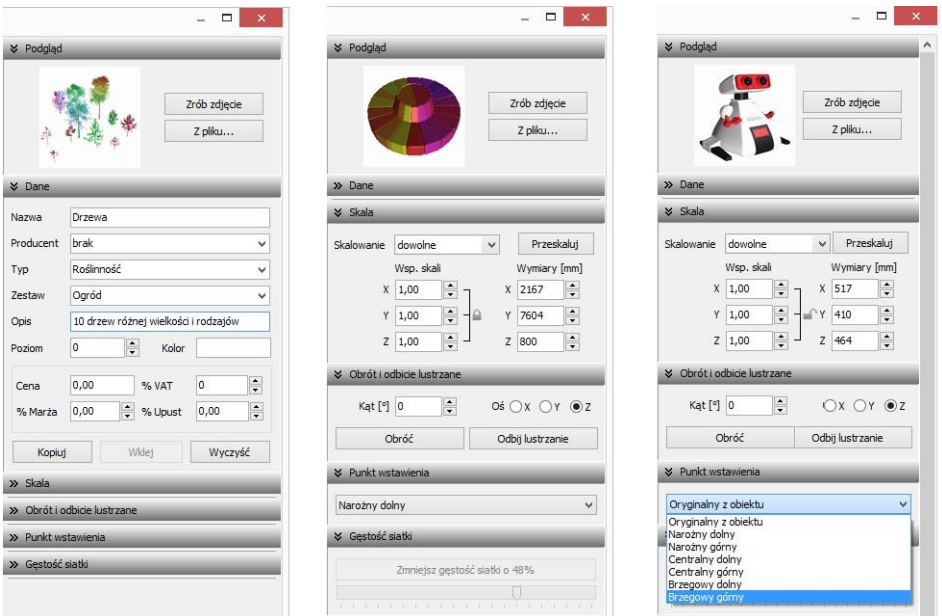 Podgląd
Zrób zdjęcie
Z pliku...
Dane
Nazwa Drzewa
Producent brak
Typ Roślinność
Zestaw Ogród
Opis 10 drzew różnej wielkości i rodzajów
Poziom 0 Kolor
Cena 0,00 % VAT 0
% Marża 0,00 % Upust 0,00
Kopiuj Wklej Wyczyść
Skala
Obrót i odbicie lustrzane
Punkt wstawienia
Gęstość siatki
Podgląd
Zrób zdjęcie
Z pliku...
Dane
Skala
Skalowanie dowolne Przeskaluj
Wsp. skali Wymiary [mm]
X 1,00 X 2167
Y 1,00 Y 7604
Z 1,00 Z 800
Obrót i odbicie lustrzane
Kąt [°] 0 Oś X Y Z
Obróć Odbij lustrzanie
Punkt wstawienia
Narożny dolny
Gęstość siatki
Zmniejsz gęstość siatki o 48%
Podgląd
Zrób zdjęcie
Z pliku...
Dane
Skala
Skalowanie dowolne Przeskaluj
Wsp. skali Wymiary [mm]
X 1,00 X 517
Y 1,00 Y 410
Z 1,00 Z 464
Obrót i odbicie lustrzane
Kąt [°] 0 X Y Z
Obróć Odbij lustrzanie
Punkt wstawienia
Oryginalny z obiektu
Oryginalny z obiektu
Narożny dolny
Narożny górny
Centralny dolny
Centralny górny
Brzegowy dolny
Brzegowy górny